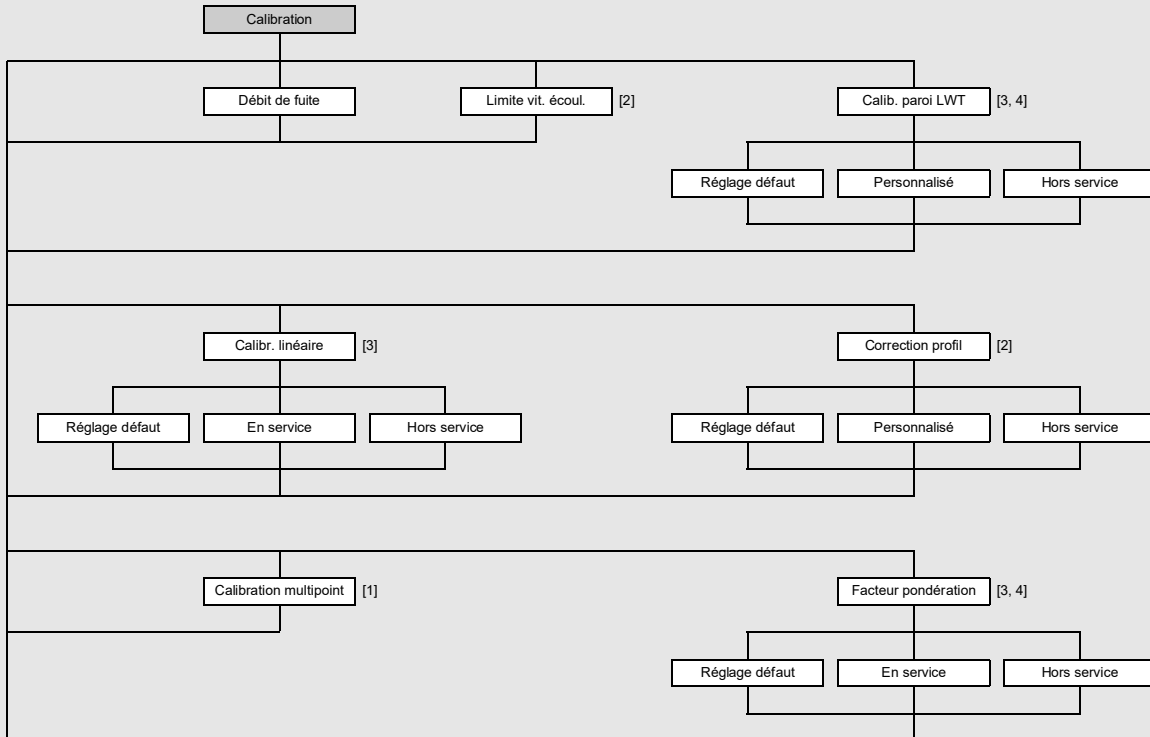 Calibration
Débit de fuite
Limite vit. écoul. [2]
Calib. paroi LWT [3, 4]
Réglage défaut
Personnalisé
Hors service
Calibr. linéaire [3]
Correction profil [2]
Réglage défaut
En service
Hors service
Réglage défaut
Personnalisé
Hors service
Calibration multipoint [1]
Facteur pondération [3, 4]
Réglage défaut
En service
Hors service